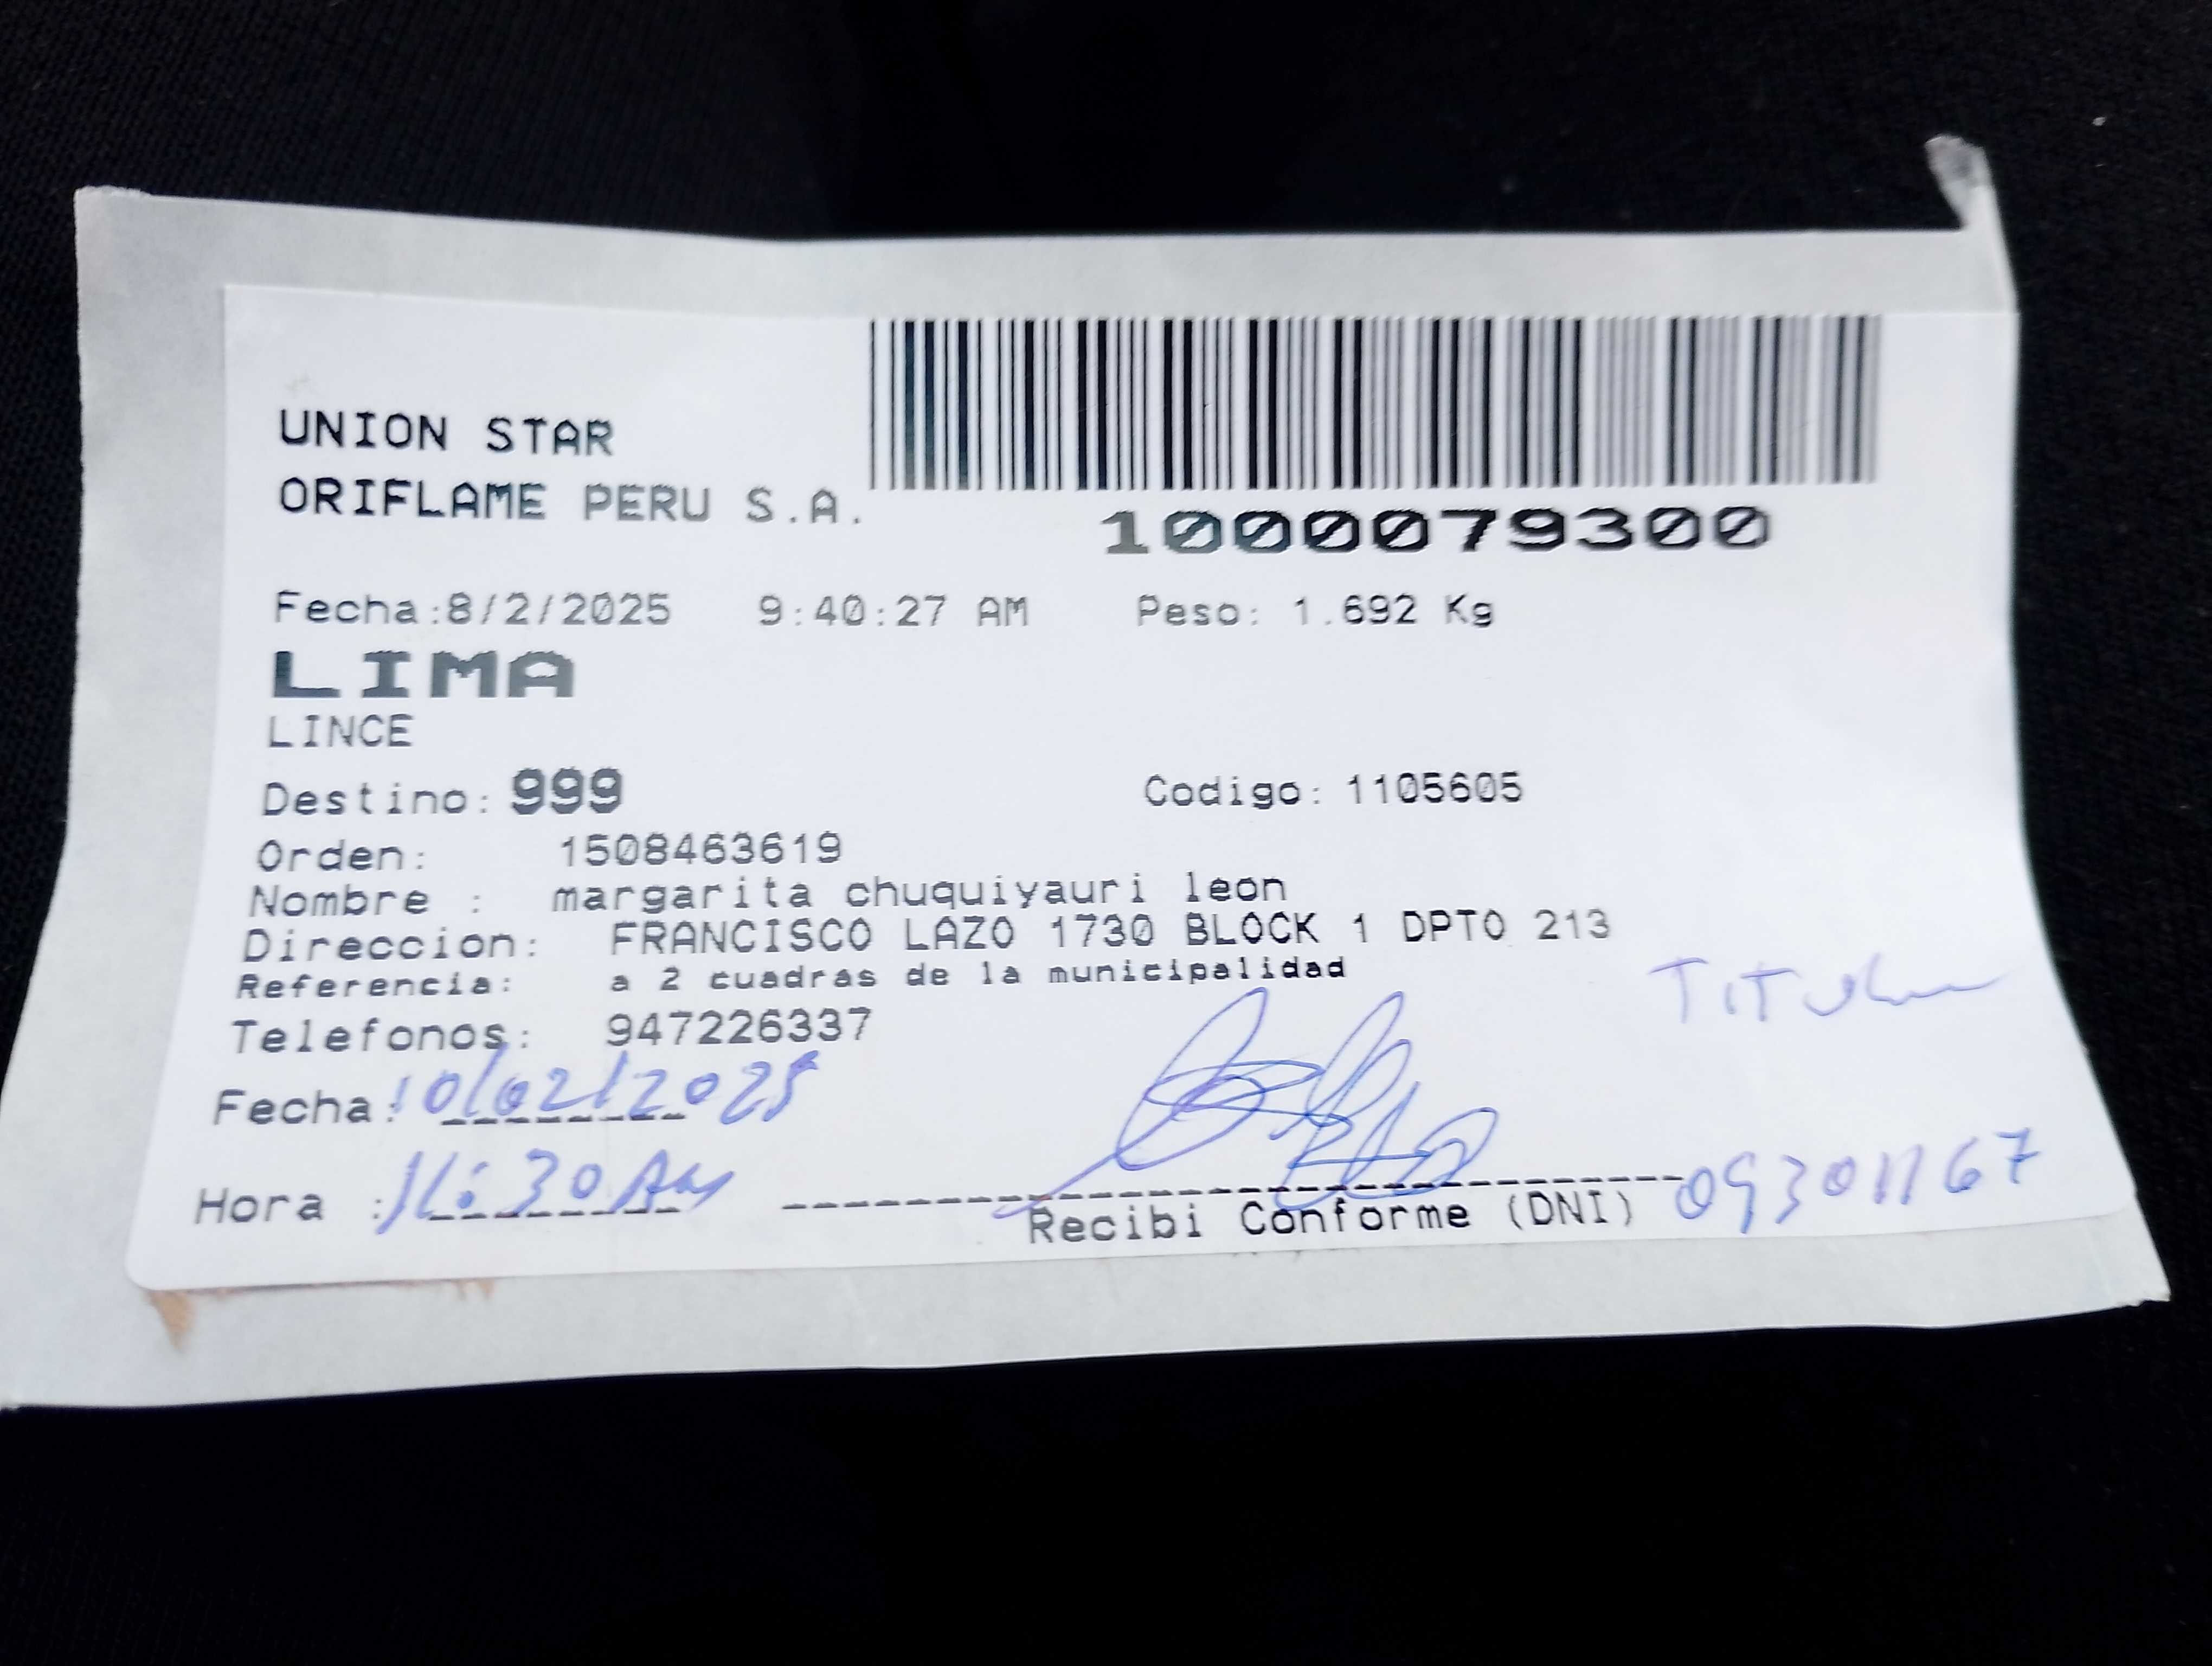 UNION STAR
ORIFLAME PERU S.A.
1000079300
Fecha:8/2/2025 9:40:27 AM Peso: 1.692 Kg
LIMA
LINCE
Destino: 999 Codigo: 1105605
Orden: 1508463619
Nombre : margarita chuquiyauri leon
Direccion: FRANCISCO LAZO 1730 BLOCK 1 DPTO 213
Referencia: a 2 cuadras de la municipalidad
Titular
Telefonos: 947226337
Fecha: 10/02/2025
Hora : 11:30 Am
Recibi Conforme (DNI) 09301167